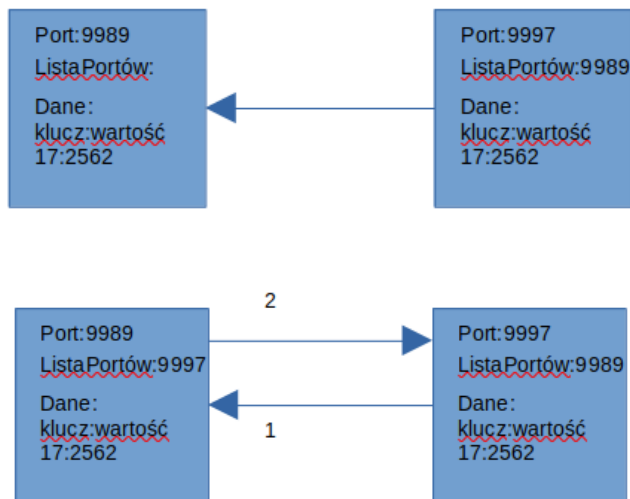 Port:9989
ListaPortów:
Dane:
klucz:wartość
17:2562
Port:9997
ListaPortów:9989
Dane:
klucz:wartość
17:2562
2
Port:9989
ListaPortów:9997
Dane:
klucz:wartość
17:2562
1
Port:9997
ListaPortów:9989
Dane:
klucz:wartość
17:2562